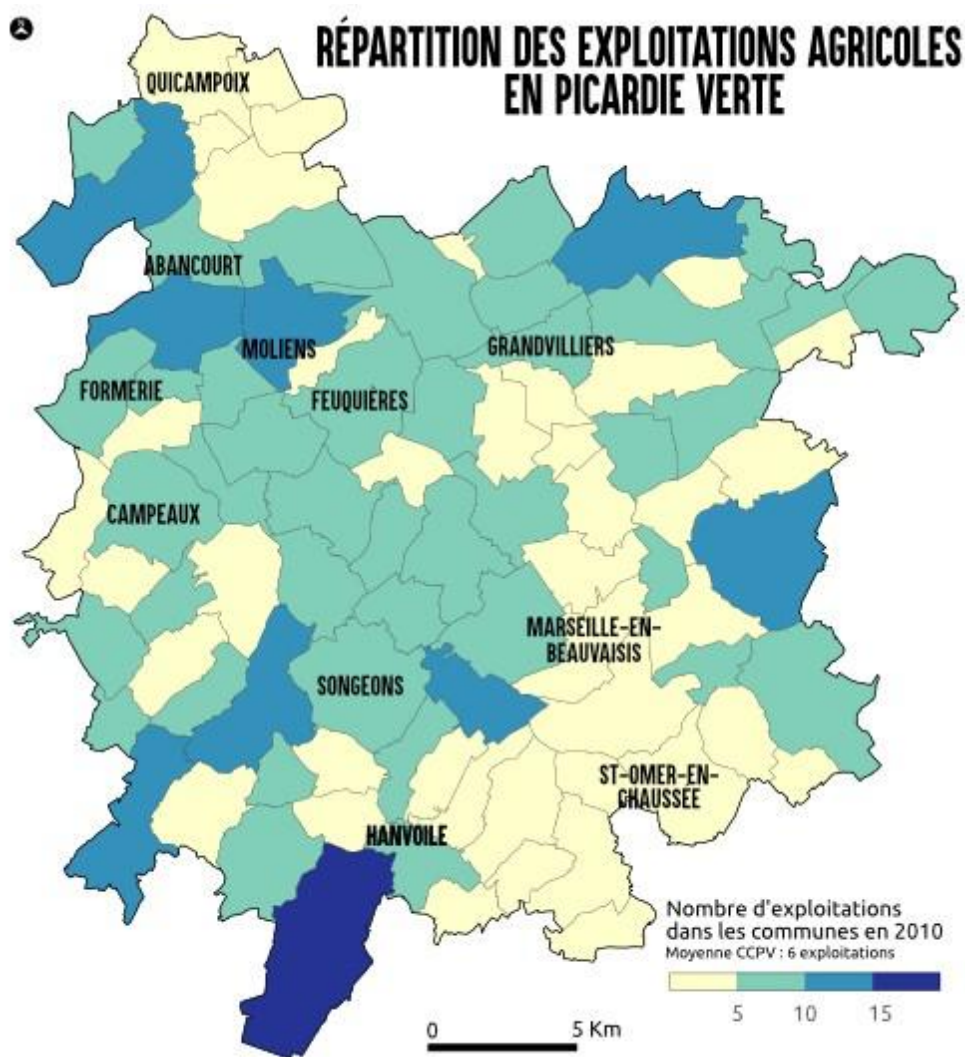 RÉPARTITION DES EXPLOITATIONS AGRICOLES
EN PICARDIE VERTE
QUICAMPOIX
ABANCOURT
MOLIENS
GRANDVILLIERS
FORMERIE
FEUQUIÈRES
CAMPEAUX
MARSEILLE-EN-
BEAUVAISIS
SONGEONS
ST-OMER-EN-
CHAUSSÉE
HANVOILE
Nombre d'exploitations
dans les communes en 2010
Moyenne CCPV : 6 exploitations
5 10 15
0 5 Km